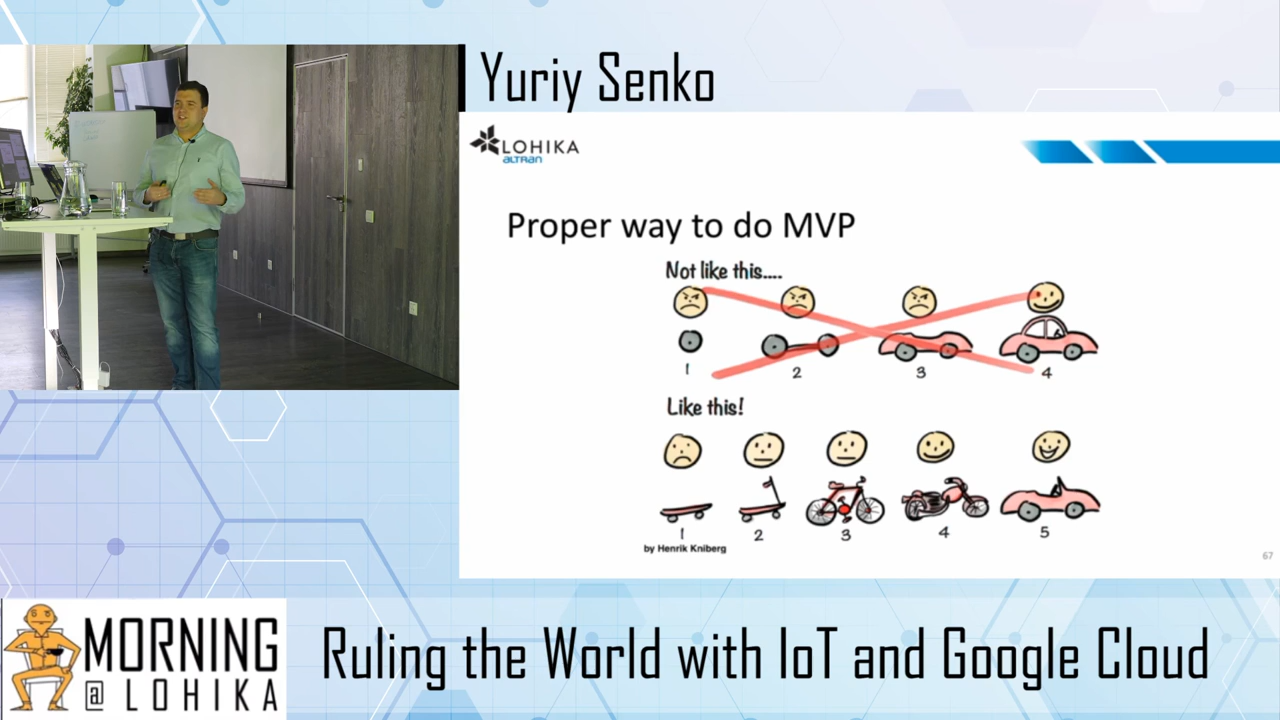 Yuriy Senko
LOHIKA
altran
Proper way to do MVP
Not like this....
1
2
3
4
Like this!
1
2
3
4
5
by Henrik Kniberg
67
MORNING
@ LOHIKA
Ruling the World with IoT and Google Cloud